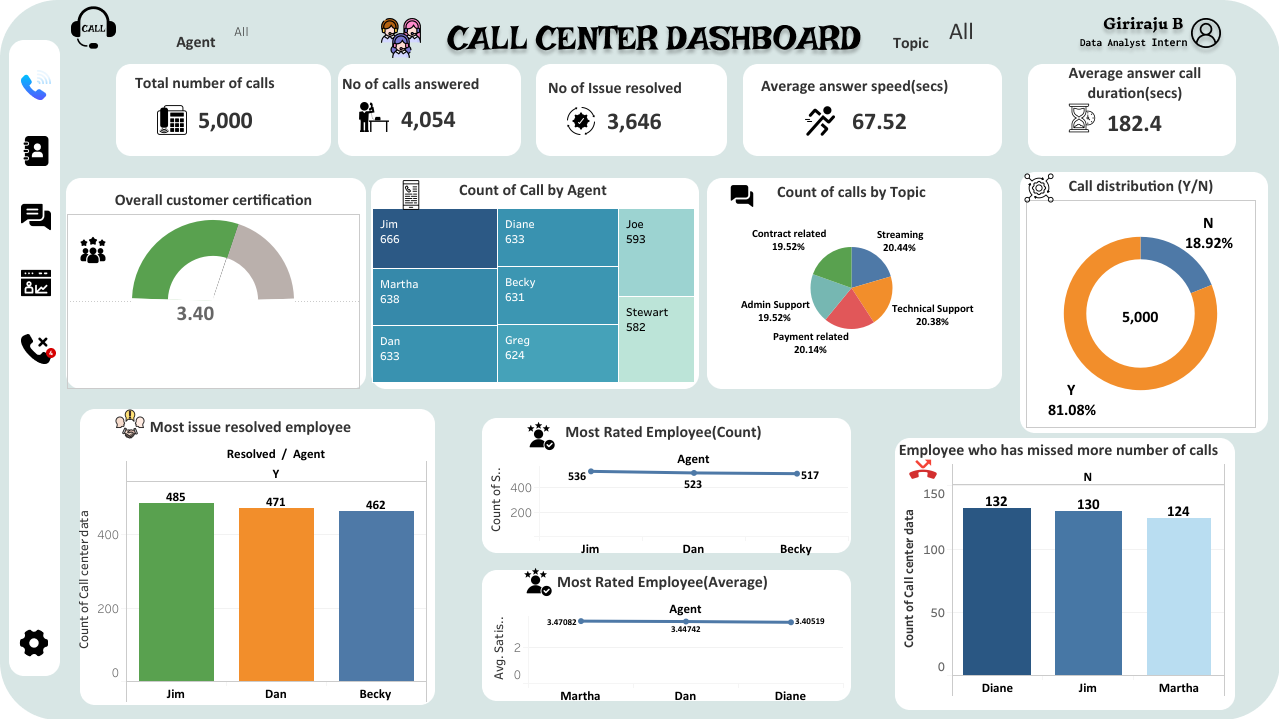 CALL
Agent
All
CALL CENTER DASHBOARD
Topic
All
Giriraju B
Data Analyst Intern
Total number of calls
5,000
No of calls answered
4,054
No of Issue resolved
3,646
Average answer speed(secs)
67.52
Average answer call
duration(secs)
182.4
Overall customer certification
3.40
Count of Call by Agent
Jim
666
Martha
638
Dan
633
Diane
633
Becky
631
Greg
624
Joe
593
Stewart
582
Count of calls by Topic
Contract related
19.52%
Streaming
20.44%
Admin Support
19.52%
Technical Support
20.38%
Payment related
20.14%
Call distribution (Y/N)
N
18.92%
5,000
Y
81.08%
4
Most issue resolved employee
Resolved / Agent
Y
Count of Call center data
400
200
0
485
471
462
Jim
Dan
Becky
Most Rated Employee(Count)
Agent
Count of S..
400
200
536
523
517
Jim
Dan
Becky
Most Rated Employee(Average)
Agent
Avg. Satis..
2
0
3.47082
3.44742
3.40519
Martha
Dan
Diane
Employee who has missed more number of calls
N
Count of Call center data
150
100
50
0
132
130
124
Diane
Jim
Martha